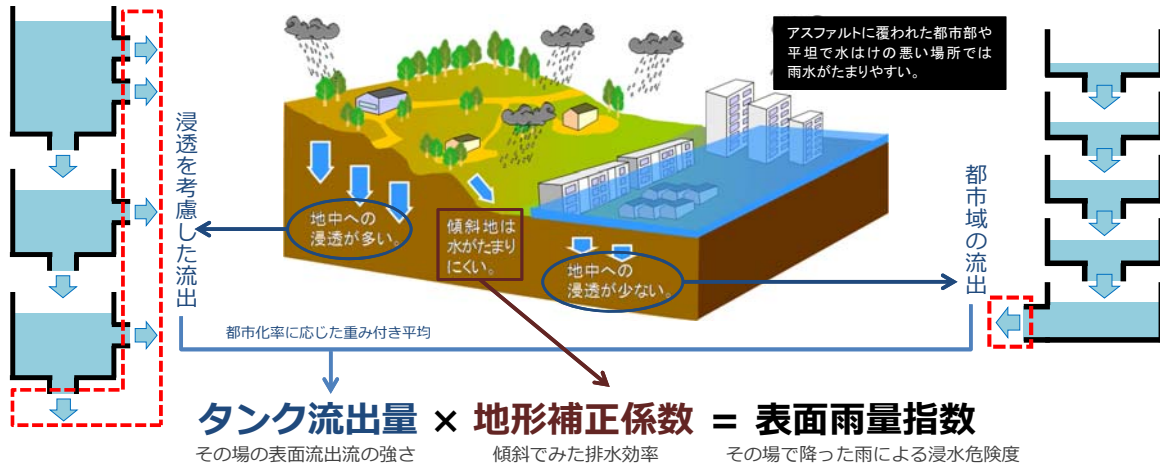 アスファルトに覆われた都市部や
平坦で水はけの悪い場所では
雨水がたまりやすい。
浸透を考慮した流出
地中への
浸透が多い。
傾斜地は
水がたまり
にくい。
地中への
浸透が少ない。
都市域の流出
都市化率に応じた重み付き平均
タンク流出量 × 地形補正係数 = 表面雨量指数
その場の表面流出流の強さ 傾斜でみた排水効率 その場で降った雨による浸水危険度